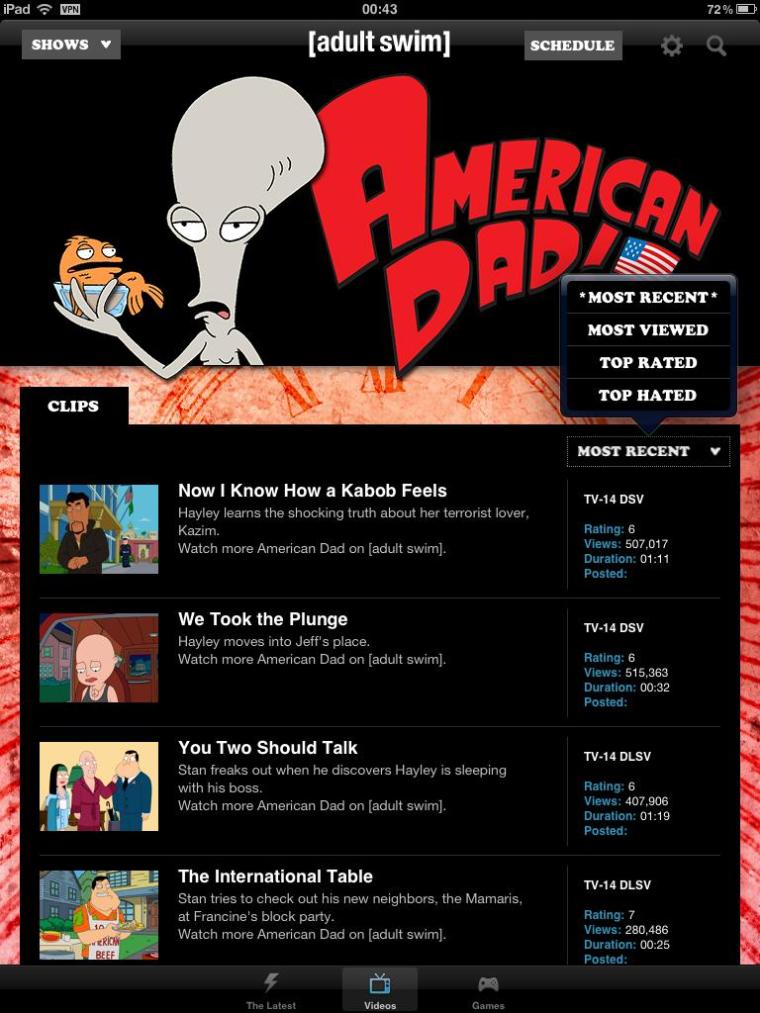 iPad VPN 00:43 72%
SHOWS [adult swim] SCHEDULE
AMERICAN
DAD!
*MOST RECENT*
MOST VIEWED
TOP RATED
TOP HATED
CLIPS
MOST RECENT
Now I Know How a Kabob Feels
Hayley learns the shocking truth about her terrorist lover,
Kazim.
Watch more American Dad on [adult swim].
TV-14 DSV
Rating: 6
Views: 507,017
Duration: 01:11
Posted:
We Took the Plunge
Hayley moves into Jeff's place.
Watch more American Dad on [adult swim].
TV-14 DSV
Rating: 6
Views: 515,363
Duration: 00:32
Posted:
You Two Should Talk
Stan freaks out when he discovers Hayley is sleeping
with his boss.
Watch more American Dad on [adult swim].
TV-14 DLSV
Rating: 6
Views: 407,906
Duration: 01:19
Posted:
The International Table
Stan tries to check out his new neighbors, the Mamaris,
at Francine's block party.
Watch more American Dad on [adult swim].
TV-14 DLSV
Rating: 7
Views: 280,486
Duration: 00:25
Posted:
BEEF
The Latest Videos Games